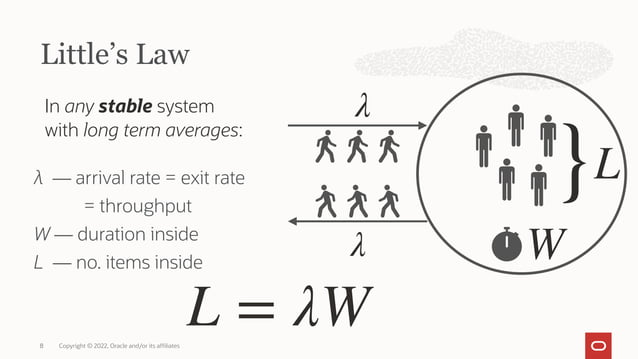 Little's Law
In any stable system
with long term averages:
λ — arrival rate = exit rate
= throughput
W — duration inside
L — no. items inside
λ
λ
} L
W
L = λW
8 Copyright © 2022, Oracle and/or its affiliates